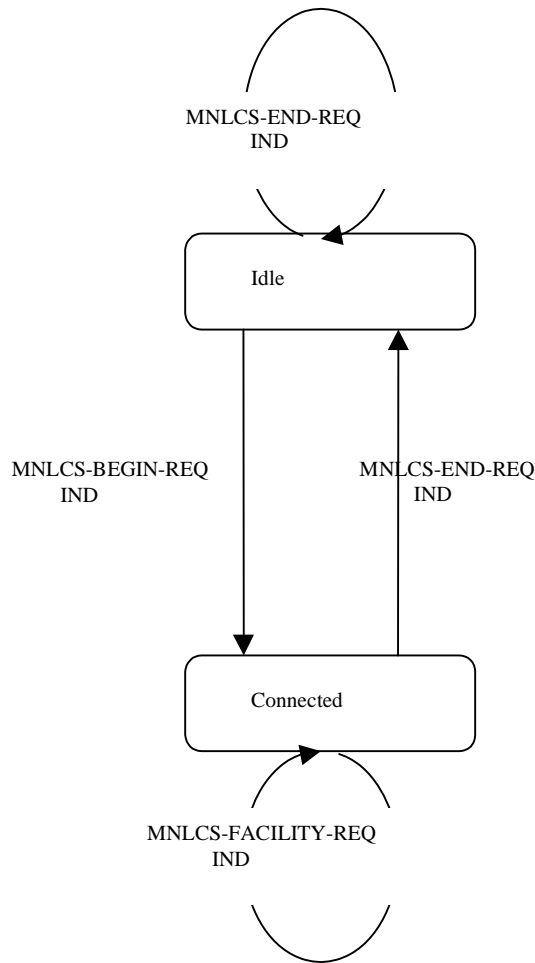 MNLCS-END-REQ
IND
Idle
MNLCS-BEGIN-REQ
IND
MNLCS-END-REQ
IND
Connected
MNLCS-FACILITY-REQ
IND